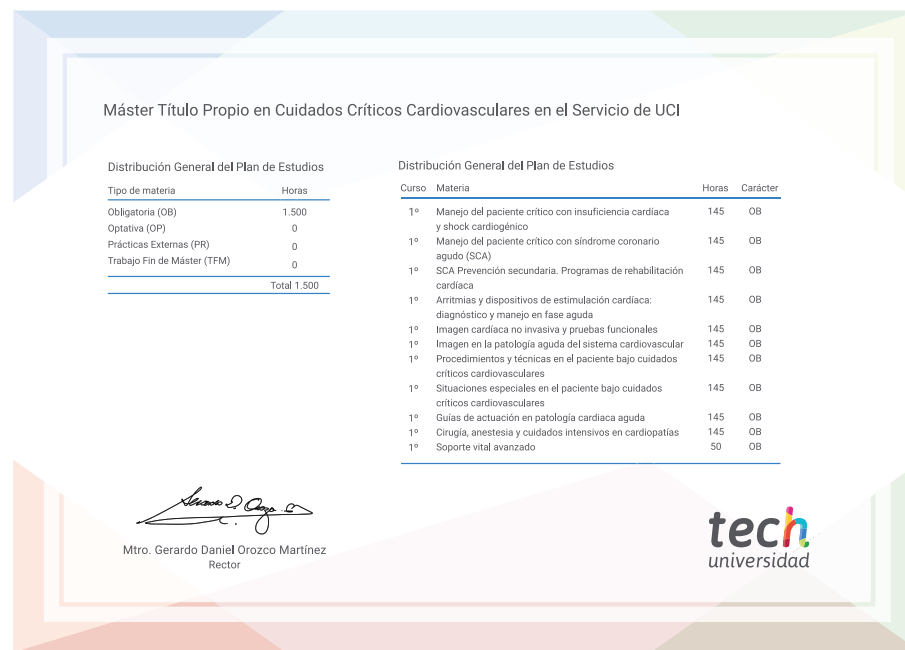 Máster Título Propio en Cuidados Críticos Cardiovasculares en el Servicio de UCI
Distribución General del Plan de Estudios
Tipo de materia Horas
Obligatoria (OB) 1.500
Optativa (OP) 0
Prácticas Externas (PR) 0
Trabajo Fin de Máster (TFM) 0
Total 1.500
Distribución General del Plan de Estudios
Curso Materia Horas Carácter
1º Manejo del paciente crítico con insuficiencia cardíaca 145 OB
y shock cardiogénico
1º Manejo del paciente crítico con síndrome coronario 145 OB
agudo (SCA)
1º SCA Prevención secundaria. Programas de rehabilitación 145 OB
cardíaca
1º Arritmias y dispositivos de estimulación cardíaca: 145 OB
diagnóstico y manejo en fase aguda
1º Imagen cardíaca no invasiva y pruebas funcionales 145 OB
1º Imagen en la patología aguda del sistema cardiovascular 145 OB
1º Procedimientos y técnicas en el paciente bajo cuidados 145 OB
críticos cardiovasculares
1º Situaciones especiales en el paciente bajo cuidados 145 OB
críticos cardiovasculares
1º Guías de actuación en patología cardiaca aguda 145 OB
1º Cirugía, anestesia y cuidados intensivos en cardiopatías 145 OB
1º Soporte vital avanzado 50 OB
Mtro. Gerardo Daniel Orozco Martínez
Rector
tech
universidad